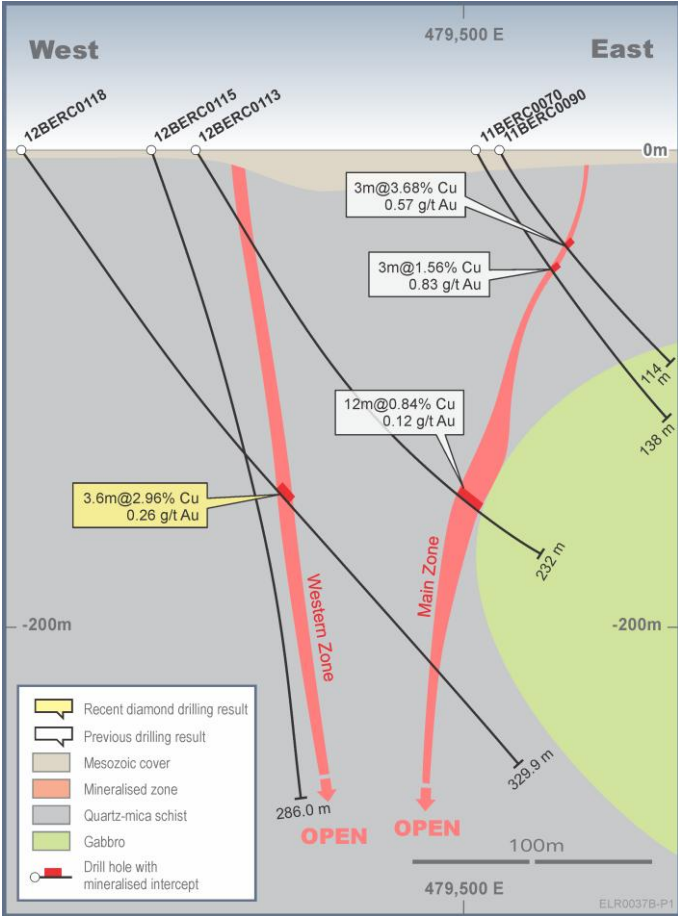 479,500 E
West
East
12BERC0118
12BERC0115
12BERC0113
11BERC0070
11BERC0090
0m
3m@3.68% Cu
0.57 g/t Au
3m@1.56% Cu
0.83 g/t Au
114
m
138 m
12m@0.84% Cu
0.12 g/t Au
3.6m@2.96% Cu
0.26 g/t Au
232 m
Western Zone
Main Zone
-200m
-200m
Recent diamond drilling result
Previous drilling result
Mesozoic cover
Mineralised zone
Quartz-mica schist
Gabbro
Drill hole with
mineralised intercept
286.0 m
329.9 m
OPEN
OPEN
100m
479,500 E
ELR0037B-P1